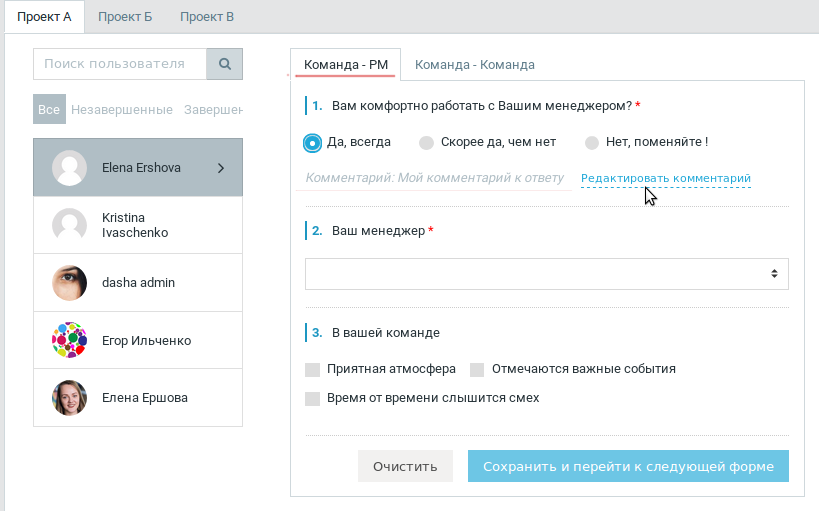 Проект А Проект Б Проект В
Поиск пользователя
Все Незавершенные Завершен
Elena Ershova
Kristina
Ivaschenko
dasha admin
Егор Ильченко
Елена Ершова
Команда - PM Команда - Команда
1. Вам комфортно работать с Вашим менеджером? *
Да, всегда Скорее да, чем нет Нет, поменяйте !
Комментарий: Мой комментарий к ответу Редактировать комментарий
2. Ваш менеджер *
3. В вашей команде
Приятная атмосфера Отмечаются важные события
Время от времени слышится смех
Очистить Сохранить и перейти к следующей форме